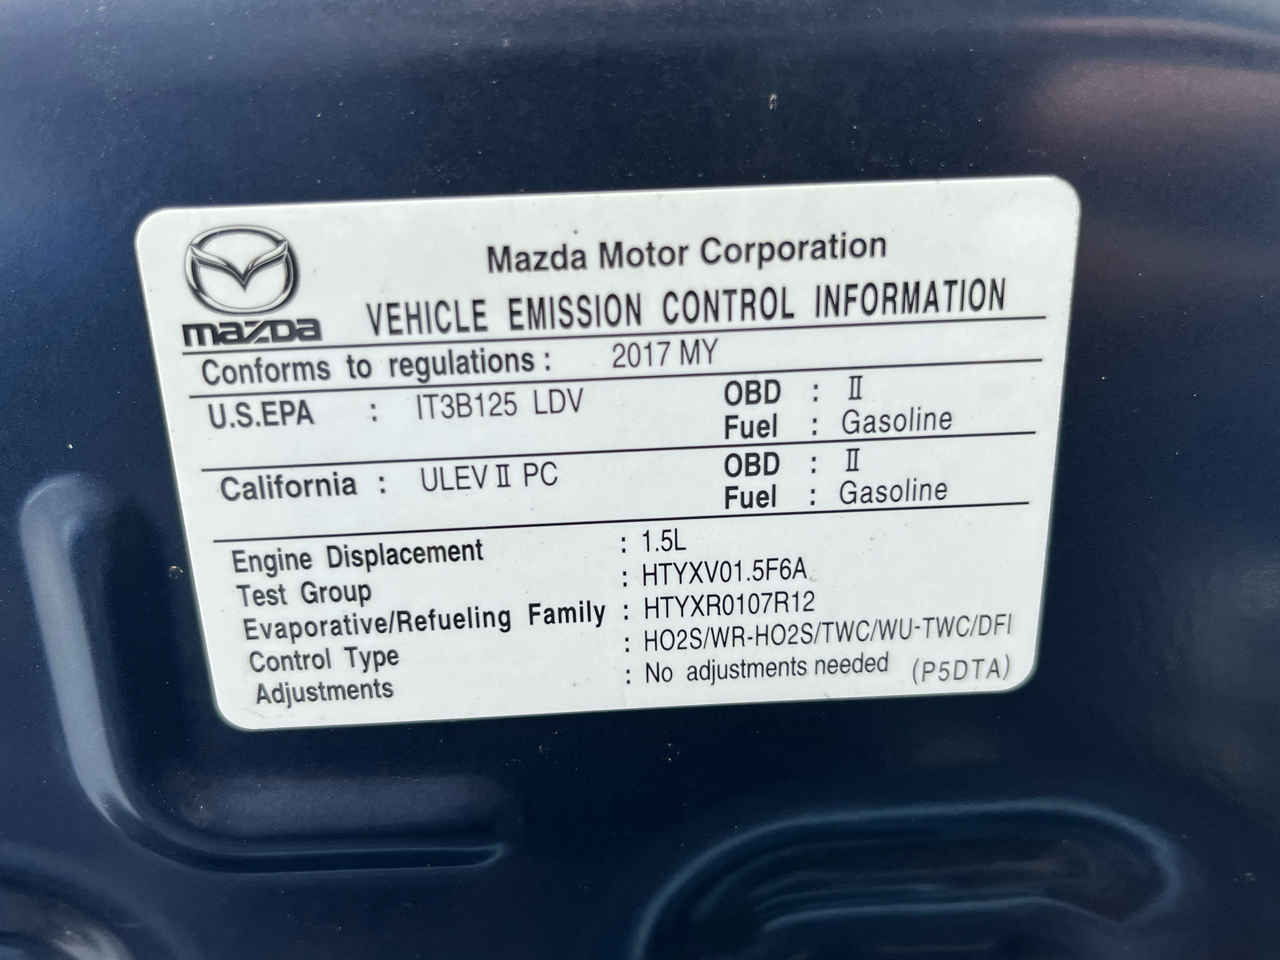 mazda
Mazda Motor Corporation
VEHICLE EMISSION CONTROL INFORMATION
Conforms to regulations : 2017 MY
U.S.EPA : IT3B125 LDV OBD : II
Fuel : Gasoline
California : ULEV II PC OBD : II
Fuel : Gasoline
Engine Displacement : 1.5L
Test Group : HTYXV01.5F6A
Evaporative/Refueling Family : HTYXR0107R12
Control Type : HO2S/WR-HO2S/TWC/WU-TWC/DFI
Adjustments : No adjustments needed (P5DTA)